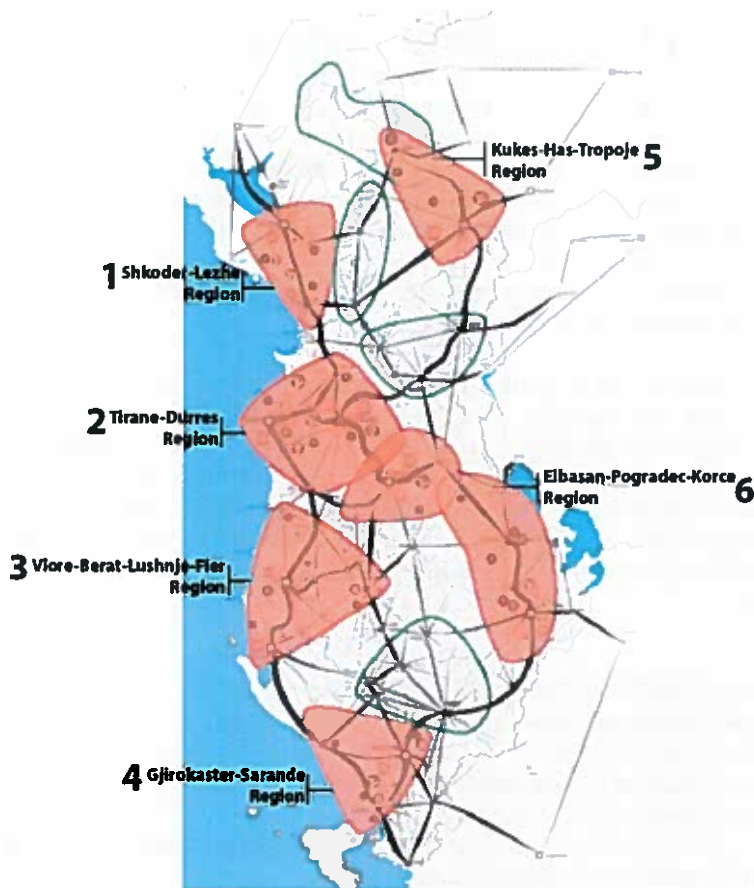 Kukes-Has-Tropoje 5
Region
1 Shkoder-Lezhe
Region
2 Tirane-Durres
Region
Elbasan-Pogradec-Korce 6
Region
3 Vlore-Berat-Lushnje-Fier
Region
4 Gjirokaster-Sarande
Region